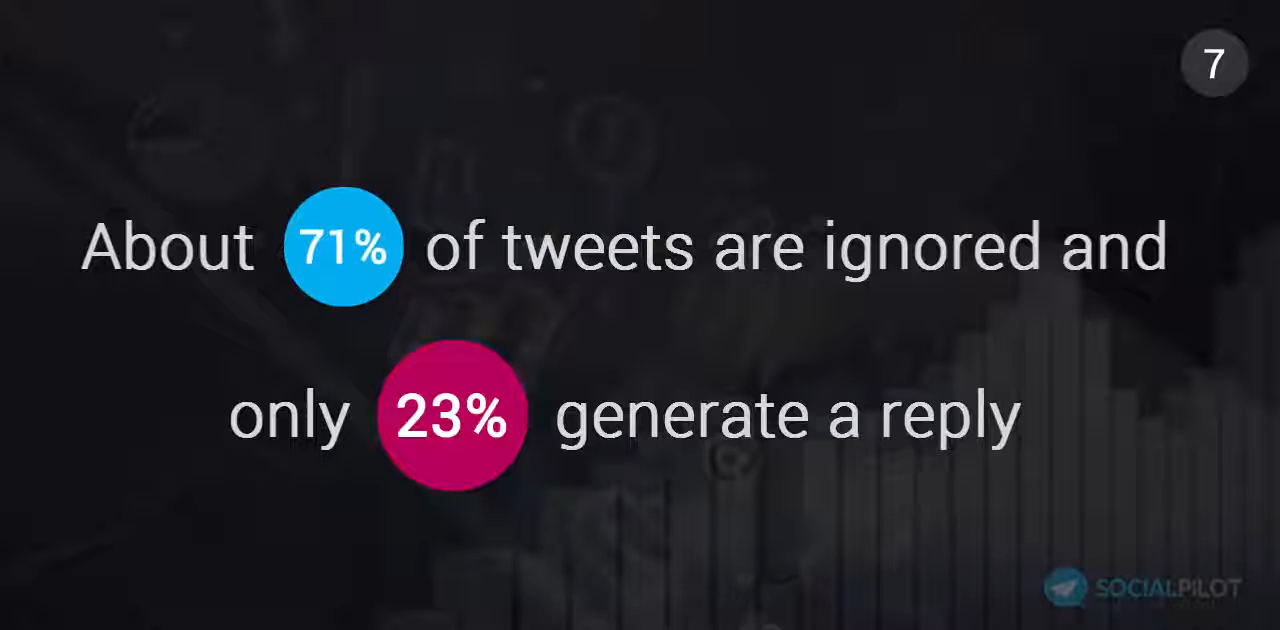 7
About 71% of tweets are ignored and
only 23% generate a reply
SOCIALPILOT